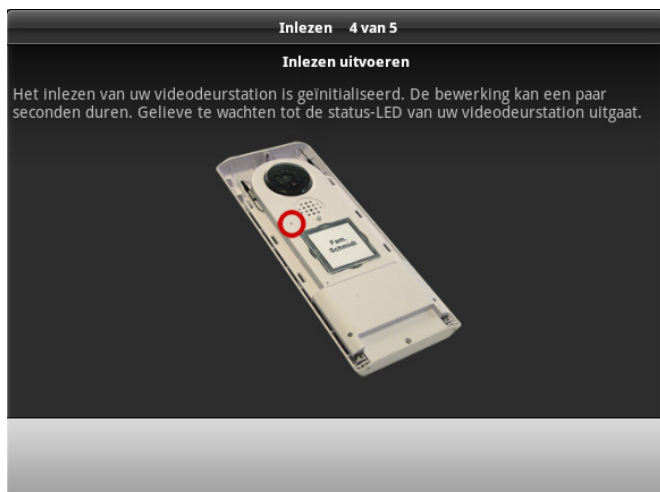 Inlezen 4 van 5
Inlezen uitvoeren
Het inlezen van uw videodeurstation is geïnitialiseerd. De bewerking kan een paar
seconden duren. Gelieve te wachten tot de status-LED van uw videodeurstation uitgaat.
Fam.
Schmidt